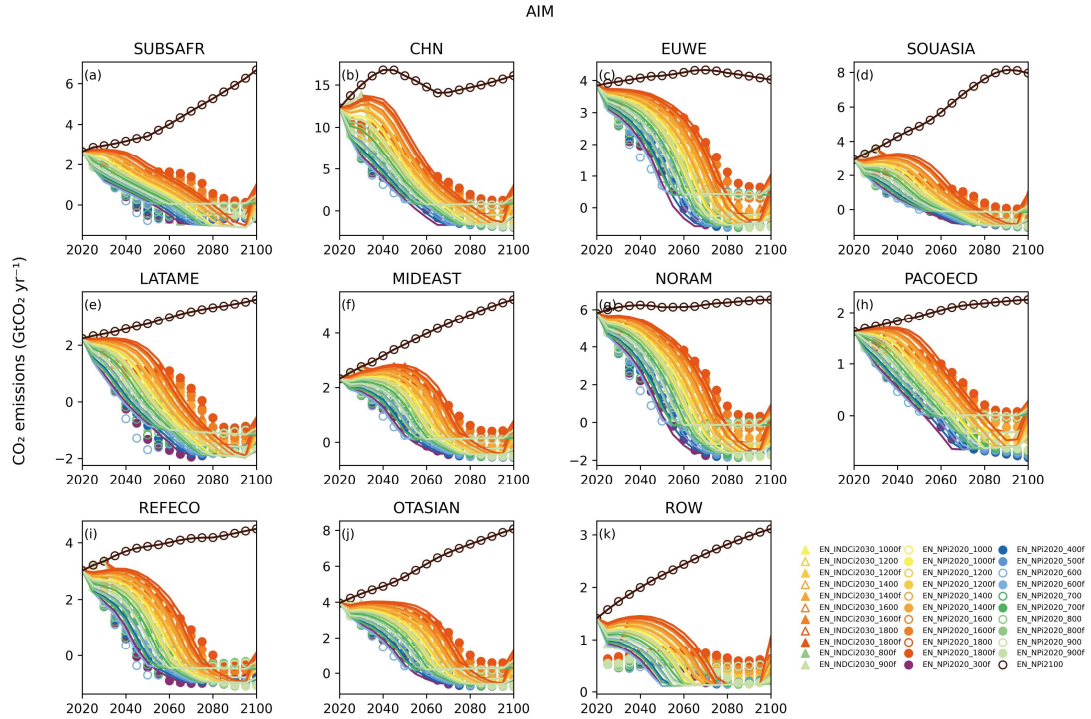 AIM
SUBSAFR CHN EUWE SOUASIA
(a) (b) (c) (d)
6 4 2 0
15 10 5 0
4 3 2 1 0
8 6 4 2 0
2020 2040 2060 2080 2100 2020 2040 2060 2080 2100 2020 2040 2060 2080 2100 2020 2040 2060 2080 2100
CO₂ emissions (GtCO₂ yr⁻¹)
LATAME MIDEAST NORAM PACOECD
(e) (f) (g) (h)
2 0 −2
4 2 0
6 4 2 0 −2
2 1 0
2020 2040 2060 2080 2100 2020 2040 2060 2080 2100 2020 2040 2060 2080 2100 2020 2040 2060 2080 2100
REFECO OTASIAN ROW
(i) (j) (k)
4 2 0
8 6 4 2 0
3 2 1 0
2020 2040 2060 2080 2100 2020 2040 2060 2080 2100 2020 2040 2060 2080 2100
EN_INDCi2030_1000f EN_NPi2020_1000 EN_NPi2020_400f
EN_INDCi2030_1200 EN_NPi2020_1000f EN_NPi2020_500f
EN_INDCi2030_1200f EN_NPi2020_1200 EN_NPi2020_600
EN_INDCi2030_1400 EN_NPi2020_1200f EN_NPi2020_600f
EN_INDCi2030_1400f EN_NPi2020_1400 EN_NPi2020_700
EN_INDCi2030_1600 EN_NPi2020_1400f EN_NPi2020_700f
EN_INDCi2030_1600f EN_NPi2020_1600 EN_NPi2020_800
EN_INDCi2030_1800 EN_NPi2020_1600f EN_NPi2020_800f
EN_INDCi2030_1800f EN_NPi2020_1800 EN_NPi2020_900
EN_INDCi2030_800f EN_NPi2020_1800f EN_NPi2020_900f
EN_INDCi2030_900f EN_NPi2020_300f EN_NPi2100